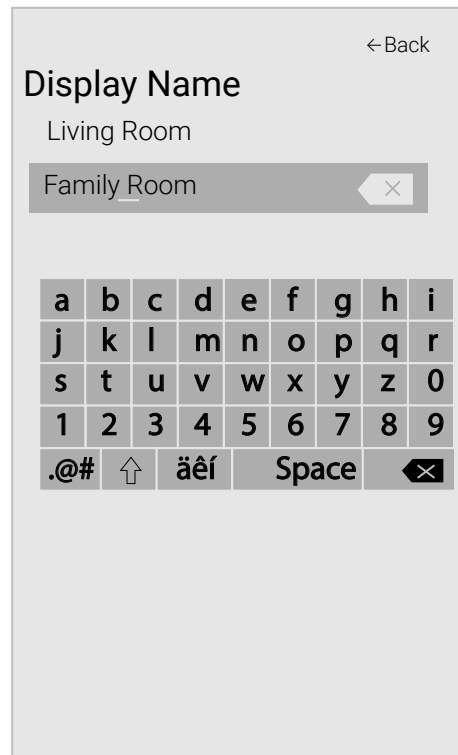 ←Back
Display Name
Living Room
Family Room
a b c d e f g h i
j k l m n o p q r
s t u v w x y z 0
1 2 3 4 5 6 7 8 9
.@# äêí Space